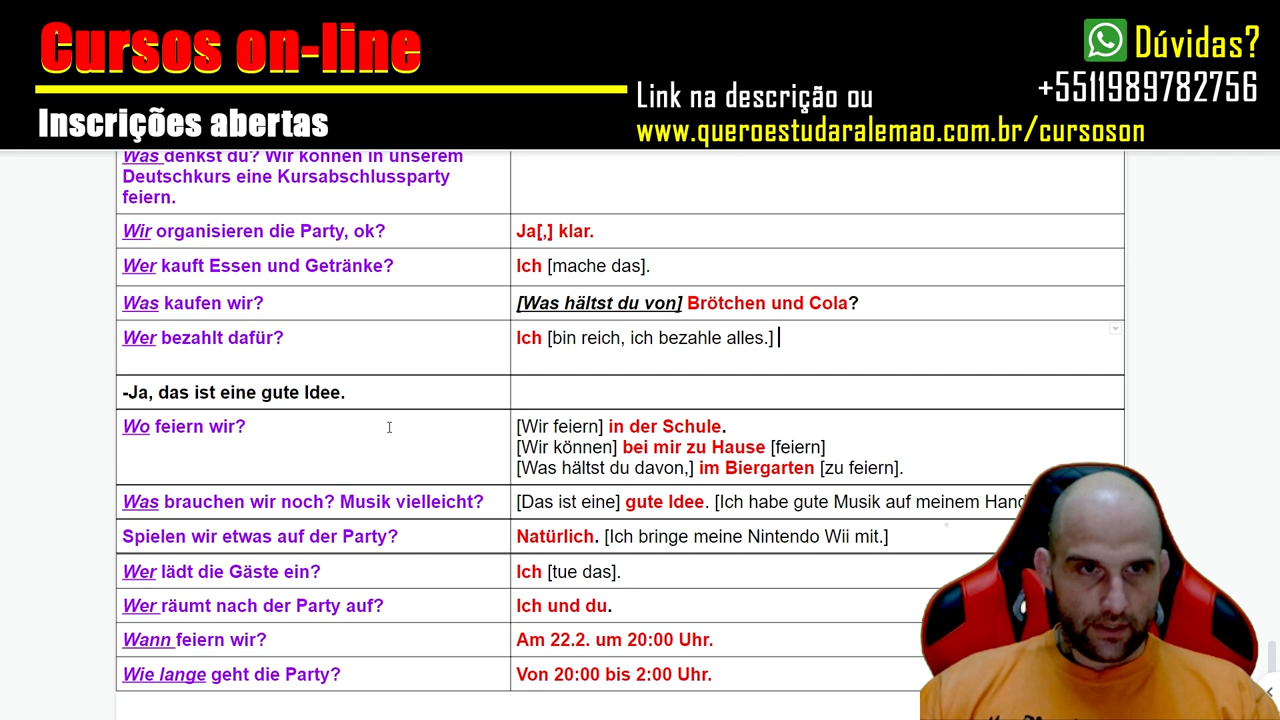 Cursos on-line
Inscrições abertas
Dúvidas?
+5511989782756
Link na descrição ou
www.queroestudaralemao.com.br/cursoson
Was denkst du? Wir können in unserem
Deutschkurs eine Kursabschlussparty
feiern.
Wir organisieren die Party, ok?
Ja[,] klar.
Wer kauft Essen und Getränke?
Ich [mache das].
Was kaufen wir?
[Was hältst du von] Brötchen und Cola?
Wer bezahlt dafür?
Ich [bin reich, ich bezahle alles.]
-Ja, das ist eine gute Idee.
Wo feiern wir?
[Wir feiern] in der Schule.
[Wir können] bei mir zu Hause [feiern]
[Was hältst du davon,] im Biergarten [zu feiern].
Was brauchen wir noch? Musik vielleicht?
[Das ist eine] gute Idee. [Ich habe gute Musik auf meinem
Spielen wir etwas auf der Party?
Natürlich. [Ich bringe meine Nintendo Wii mit.]
Wer lädt die Gäste ein?
Ich [tue das].
Wer räumt nach der Party auf?
Ich und du.
Wann feiern wir?
Am 22.2. um 20:00 Uhr.
Wie lange geht die Party?
Von 20:00 bis 2:00 Uhr.